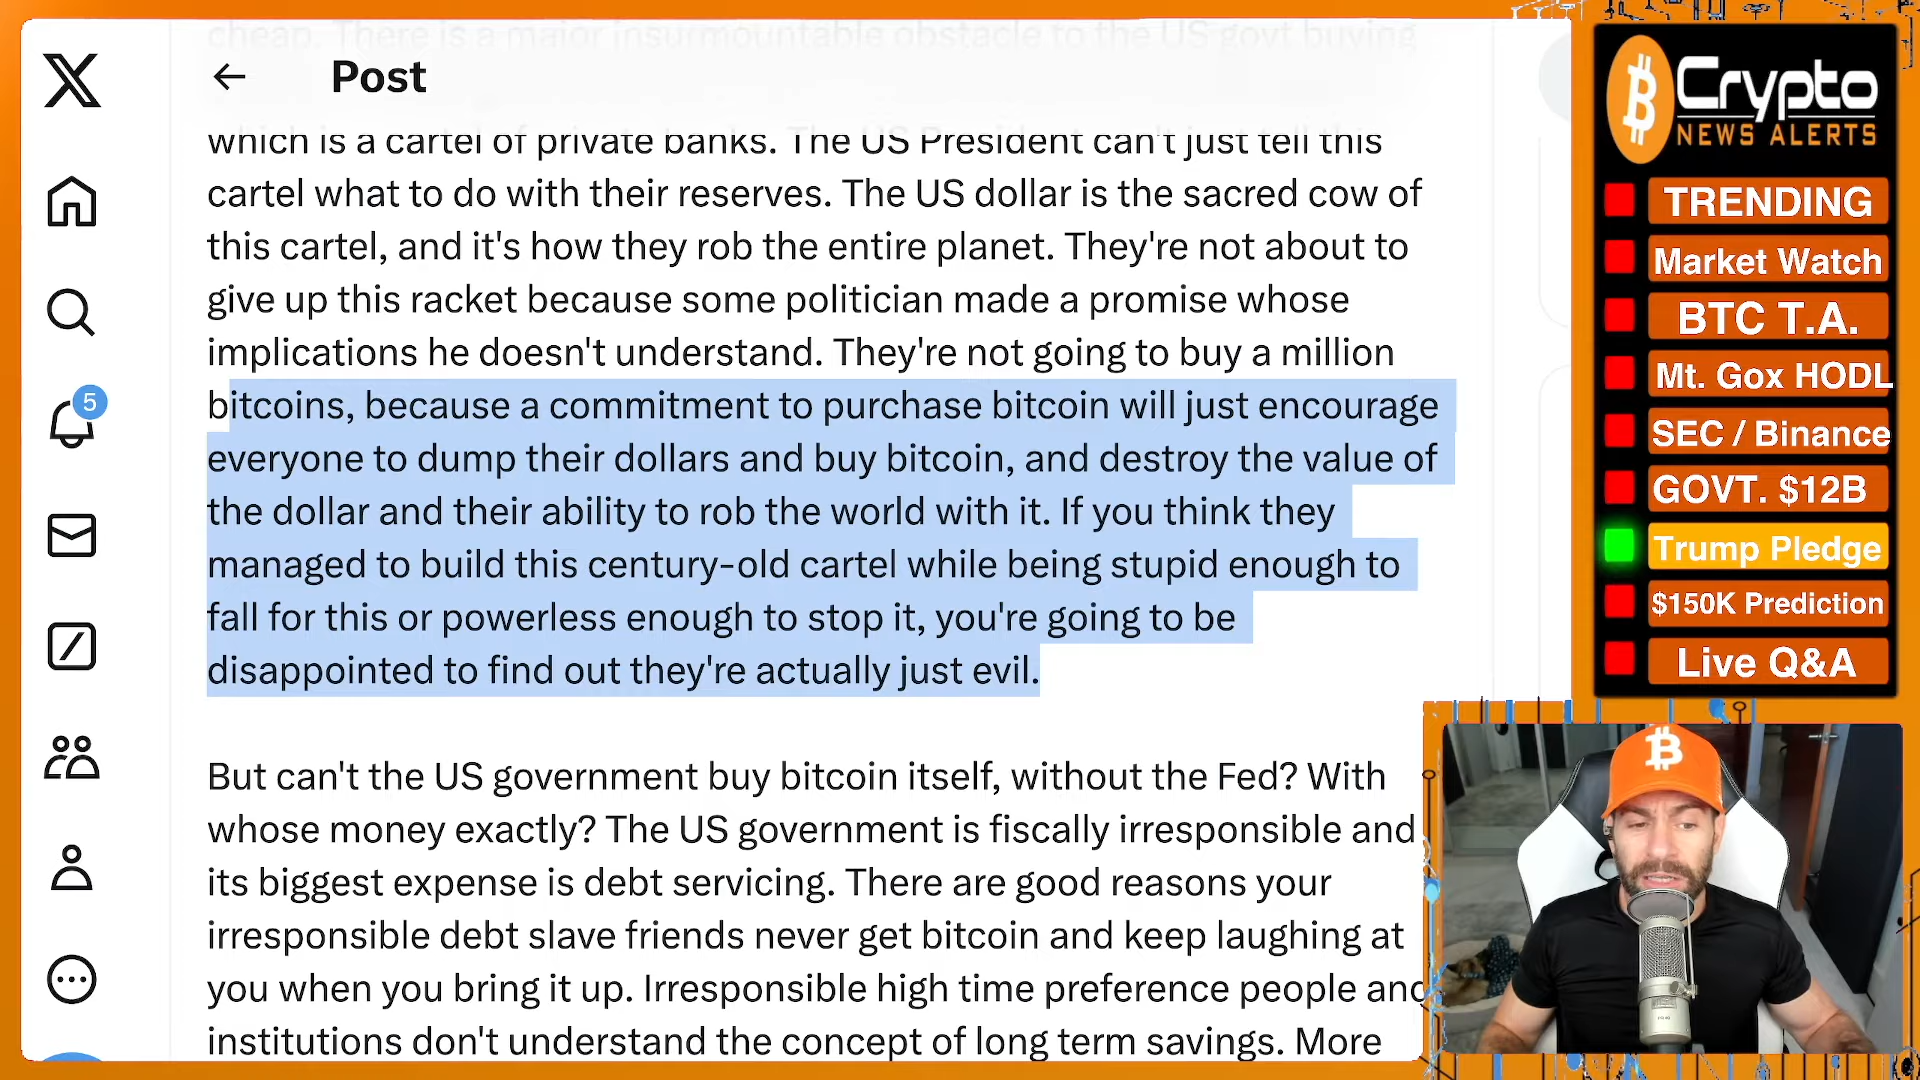 cheap. There is a major insurmountable obstacle to the US govt buying
Post
which is a cartel of private banks. The US President can't just tell this
cartel what to do with their reserves. The US dollar is the sacred cow of
this cartel, and it's how they rob the entire planet. They're not about to
give up this racket because some politician made a promise whose
implications he doesn't understand. They're not going to buy a million
bitcoins, because a commitment to purchase bitcoin will just encourage
everyone to dump their dollars and buy bitcoin, and destroy the value of
the dollar and their ability to rob the world with it. If you think they
managed to build this century-old cartel while being stupid enough to
fall for this or powerless enough to stop it, you're going to be
disappointed to find out they're actually just evil.
But can't the US government buy bitcoin itself, without the Fed? With
whose money exactly? The US government is fiscally irresponsible and
its biggest expense is debt servicing. There are good reasons your
irresponsible debt slave friends never get bitcoin and keep laughing at
you when you bring it up. Irresponsible high time preference people and
institutions don't understand the concept of long term savings. More
5
Crypto
NEWS ALERTS
TRENDING
Market Watch
BTC T.A.
Mt. Gox HODL
SEC / Binance
GOVT. $12B
Trump Pledge
$150K Prediction
Live Q&A